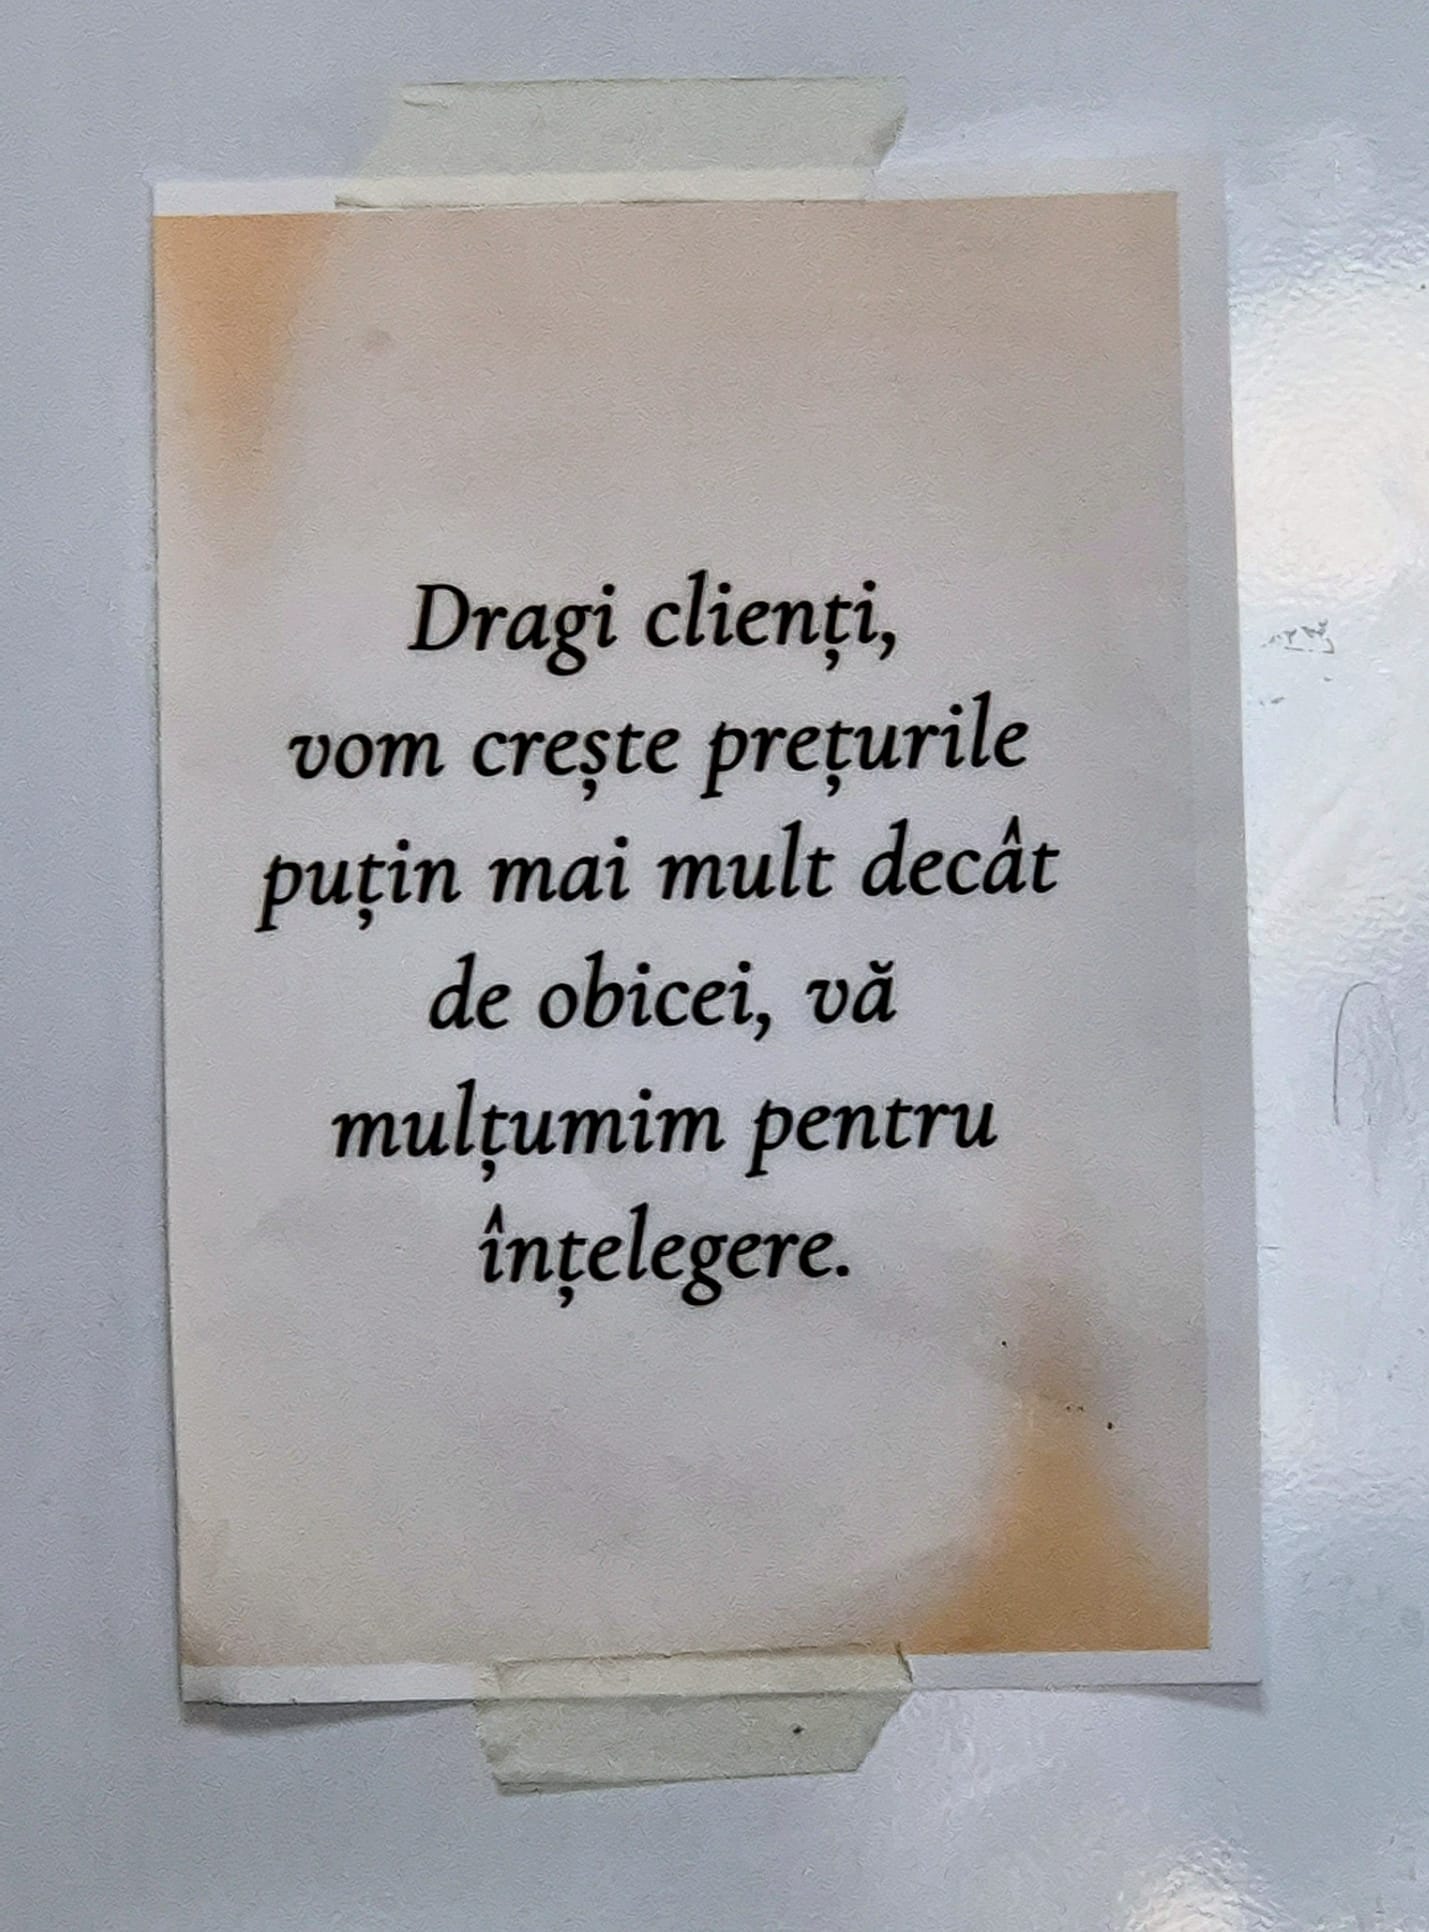 Dragi clienți,
vom crește prețurile
puțin mai mult decât
de obicei, vă
mulțumim pentru
înțelegere.